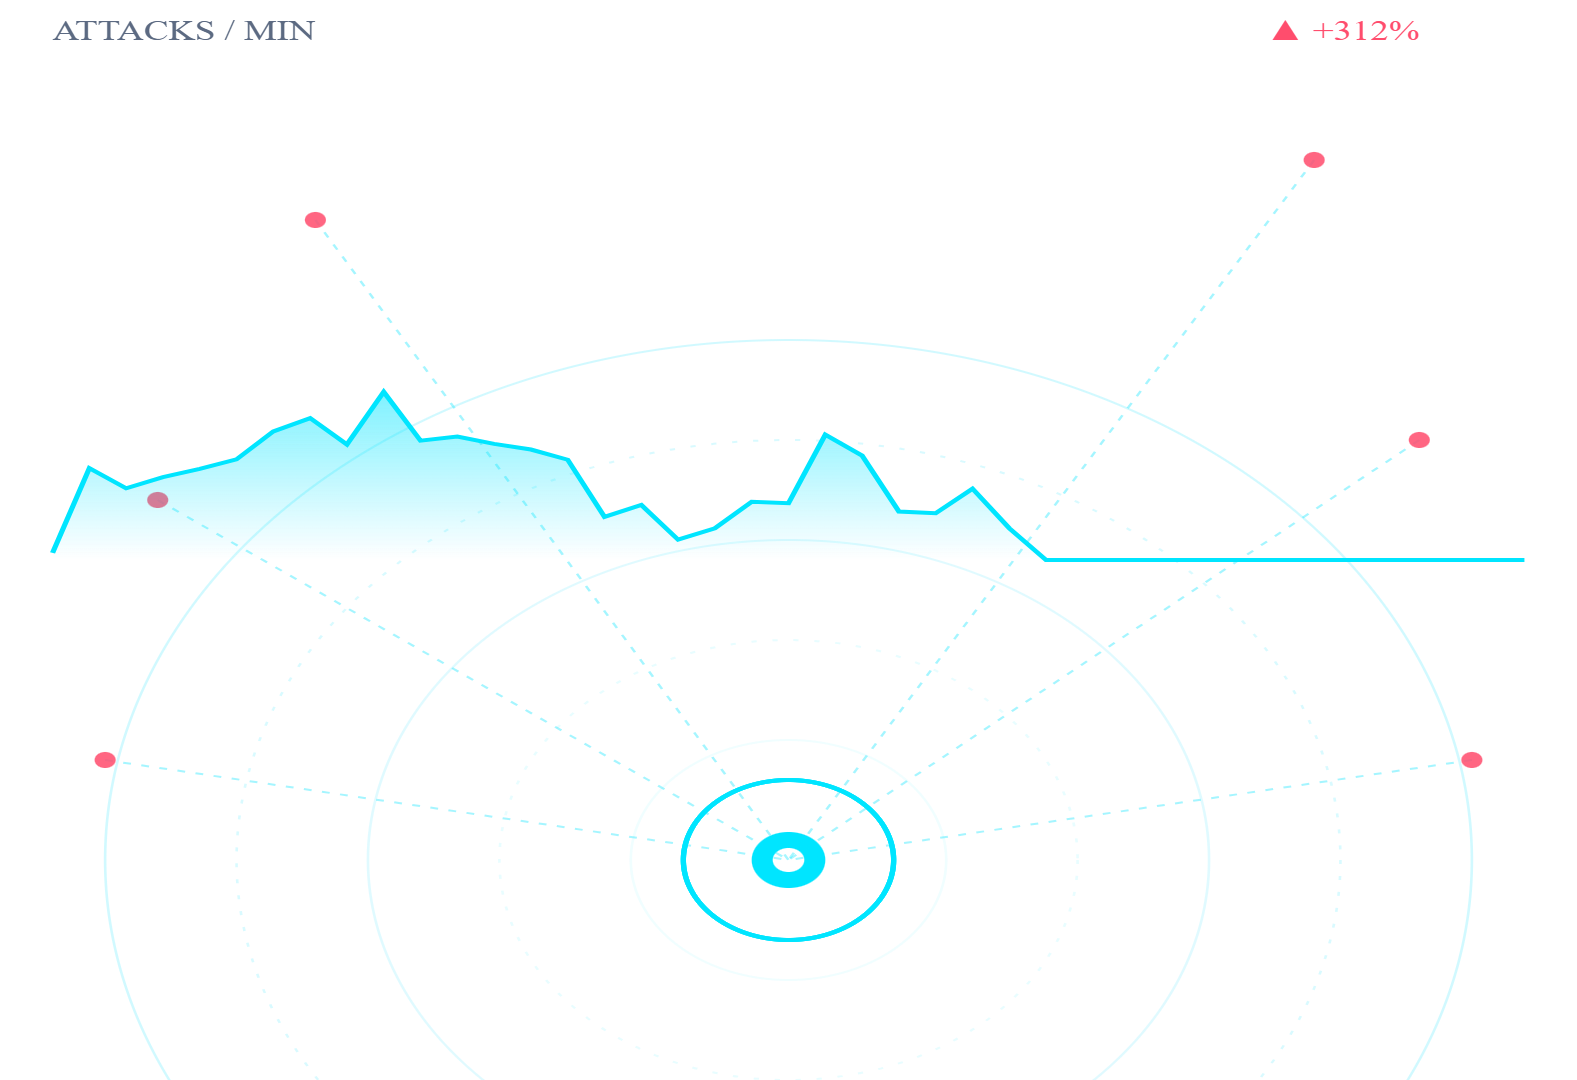 ATTACKS / MIN
▲ +312%